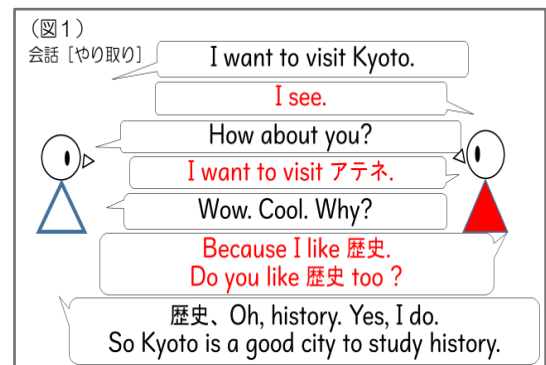 （図１）
会話［やり取り］
I want to visit Kyoto.
I see.
How about you?
I want to visit アテネ.
Wow. Cool. Why?
Because I like 歴史.
Do you like 歴史 too ?
歴史、Oh, history. Yes, I do.
So Kyoto is a good city to study history.